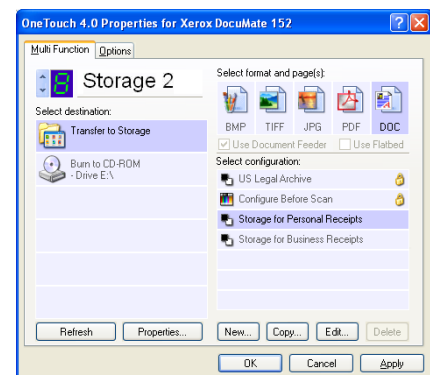 OneTouch 4.0 Properties for Xerox DocuMate 152
Multi Function Options
8 Storage 2
Select destination:
Transfer to Storage
Burn to CD-ROM
- Drive E:\
Refresh Properties...
Select format and page(s):
BMP TIFF JPG PDF DOC
Use Document Feeder Use Flatbed
Select configuration:
US Legal Archive
Configure Before Scan
Storage for Personal Receipts
Storage for Business Receipts
New... Copy... Edit... Delete
OK Cancel Apply